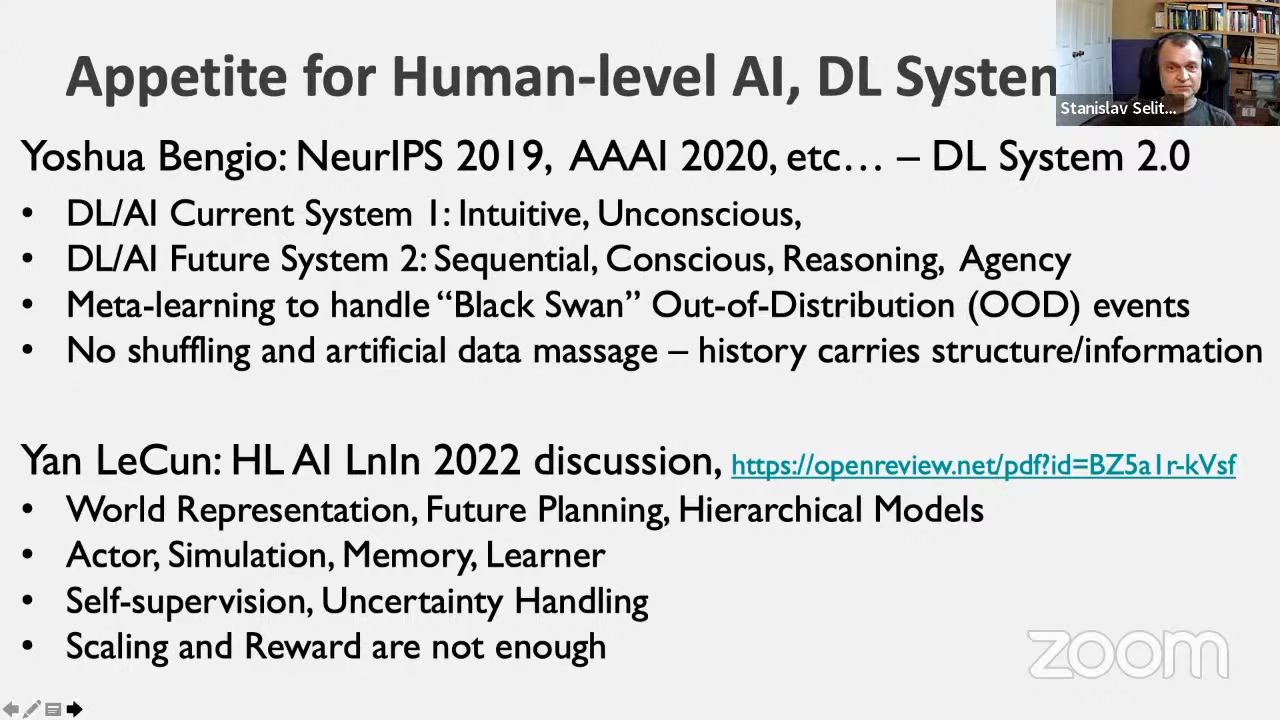 Appetite for Human-level AI, DL System
Stanislav Selit...
Yoshua Bengio: NeurIPS 2019, AAAI 2020, etc... – DL System 2.0
• DL/AI Current System 1: Intuitive, Unconscious,
• DL/AI Future System 2: Sequential, Conscious, Reasoning, Agency
• Meta-learning to handle “Black Swan” Out-of-Distribution (OOD) events
• No shuffling and artificial data massage – history carries structure/information
Yan LeCun: HL AI LnIn 2022 discussion, https://openreview.net/pdf?id=BZ5a1r-kVsf
• World Representation, Future Planning, Hierarchical Models
• Actor, Simulation, Memory, Learner
• Self-supervision, Uncertainty Handling
• Scaling and Reward are not enough
zoom